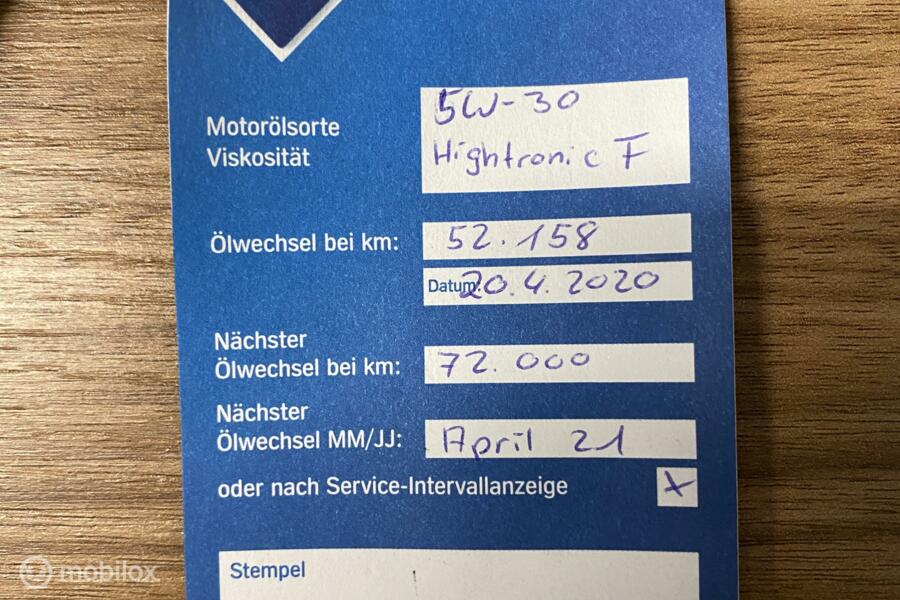 Motorölsorte
Viskosität
5W-30
Hightronic F
Ölwechsel bei km: 52.158
Datum: 20.4.2020
Nächster
Ölwechsel bei km: 72.000
Nächster
Ölwechsel MM/JJ: April 21
oder nach Service-Intervallanzeige X
Stempel
mobilox